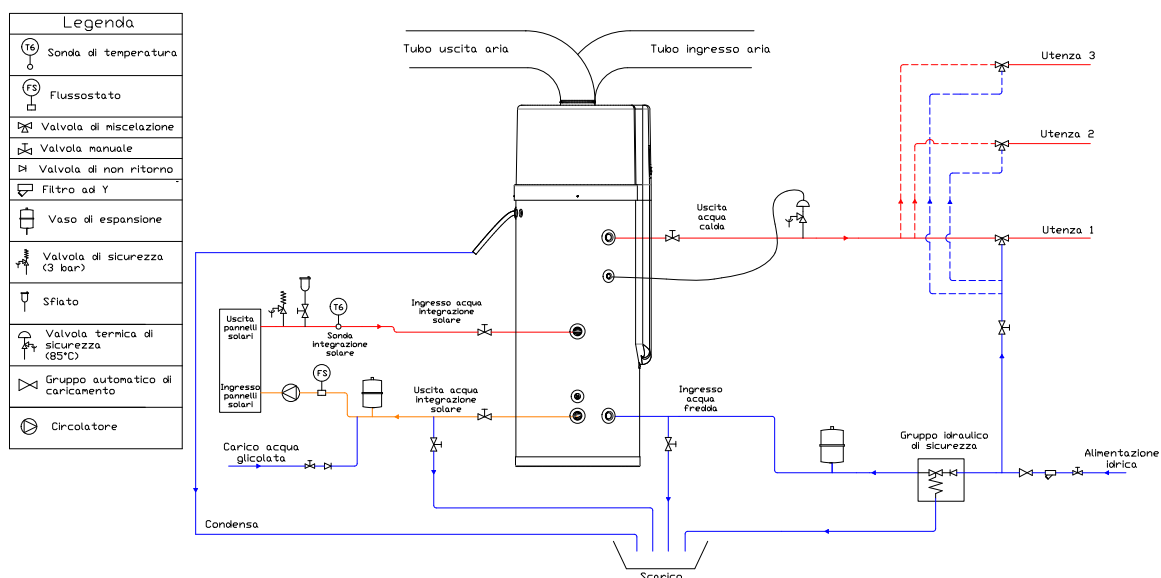 Legenda
T6
Sonda di temperatura
FS
Flussostato
Valvola di miscelazione
Valvola manuale
Valvola di non ritorno
Filtro ad Y
Vaso di espansione
Valvola di sicurezza
(3 bar)
Sfiato
Valvola termica di
sicurezza
(85°C)
Gruppo automatico di
caricamento
Circolatore
Tubo uscita aria
Tubo ingresso aria
Utenza 3
Utenza 2
Utenza 1
Uscita
acqua
calda
Uscita
pannelli
solari
T6
Sonda
integrazione
solare
Ingresso acqua
integrazione
solare
Ingresso
pannelli
solari
FS
Uscita acqua
integrazione
solare
Ingresso
acqua
fredda
Carico acqua
glicolata
Gruppo idraulico
di sicurezza
Alimentazione
idrica
Condensa
Scarico